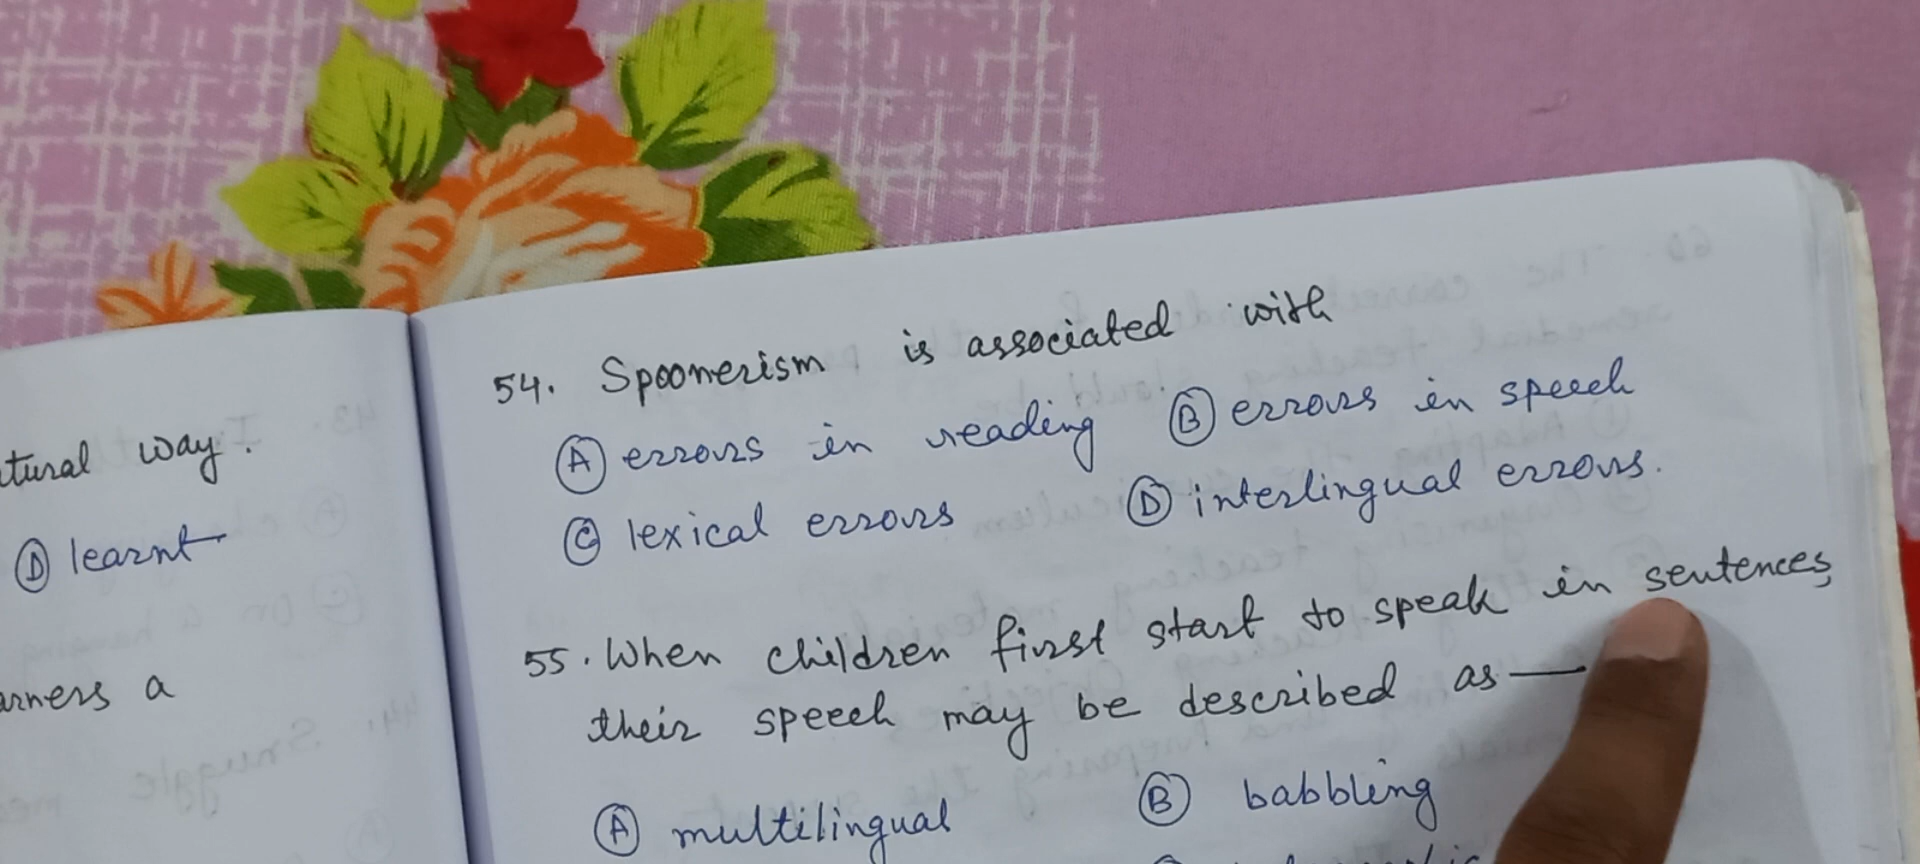 tural way.
Ⓓ learnt
arners a
54. Spoonerism is associated with
Ⓐ errors in reading Ⓑ errors in speech
Ⓒ lexical errors Ⓓ interlingual errors.
55. When children first start to speak in sentences,
their speech may be described as —
Ⓐ multilingual Ⓑ babbling